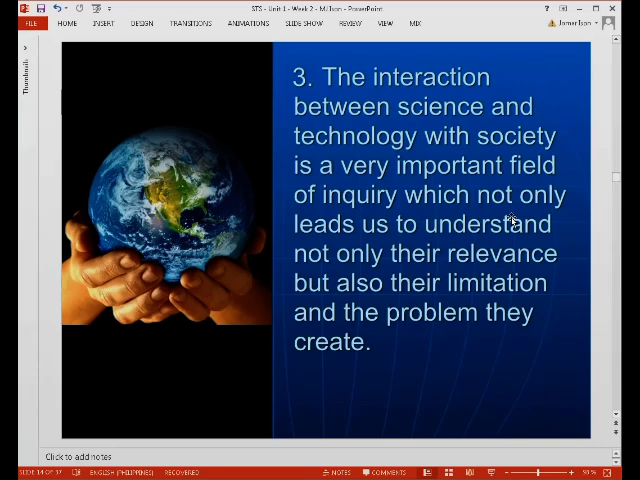 STS - Unit 1 - Week 2 - MJIson - PowerPoint
FILE HOME INSERT DESIGN TRANSITIONS ANIMATIONS SLIDE SHOW REVIEW VIEW MIX Jomar Ison
Thumbnails
3. The interaction
between science and
technology with society
is a very important field
of inquiry which not only
leads us to understand
not only their relevance
but also their limitation
and the problem they
create.
Click to add notes
SLIDE 14 OF 37 ENGLISH (PHILIPPINES) RECOVERED NOTES COMMENTS